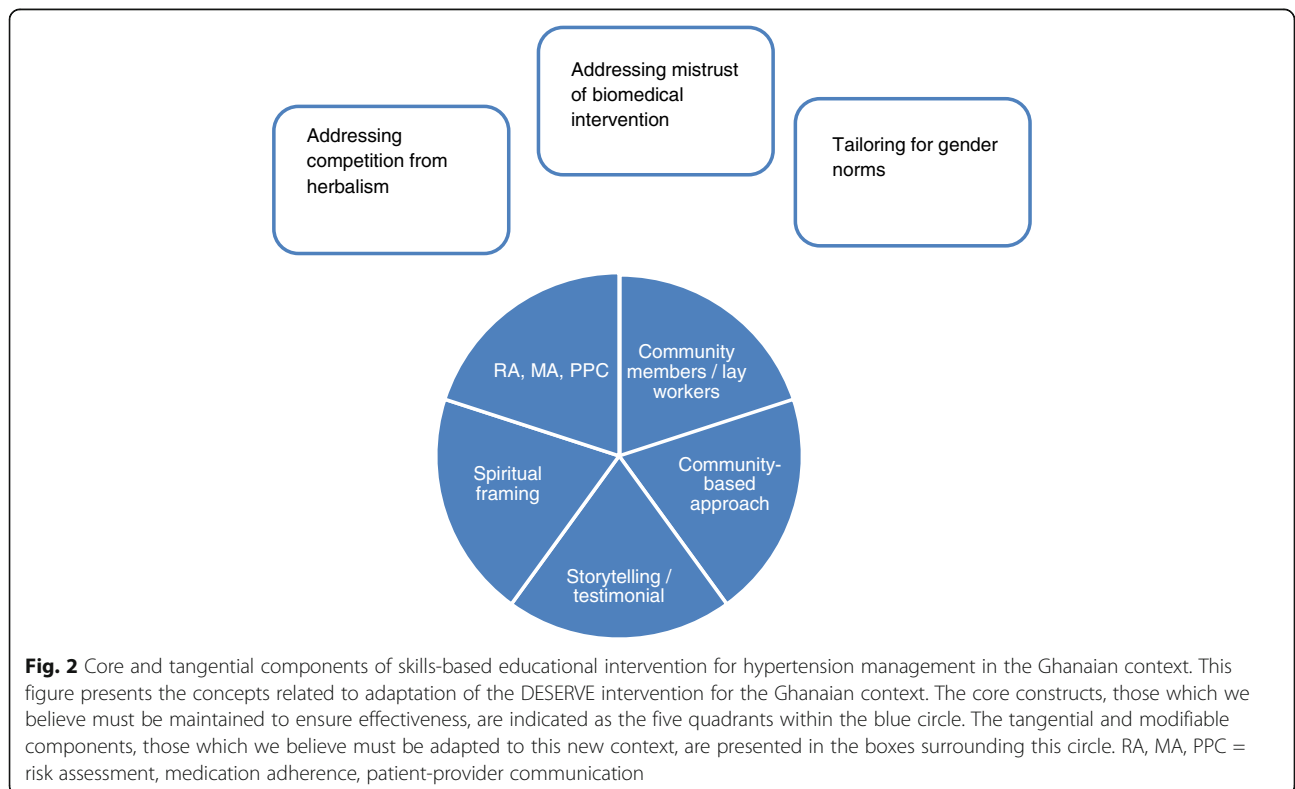 Addressing mistrust
of biomedical
intervention
Addressing
competition from
herbalism
Tailoring for gender
norms
RA, MA, PPC
Community
members / lay
workers
Spiritual
framing
Community-
based
approach
Storytelling /
testimonial
Fig. 2 Core and tangential components of skills-based educational intervention for hypertension management in the Ghanaian context. This
figure presents the concepts related to adaptation of the DESERVE intervention for the Ghanaian context. The core constructs, those which we
believe must be maintained to ensure effectiveness, are indicated as the five quadrants within the blue circle. The tangential and modifiable
components, those which we believe must be adapted to this new context, are presented in the boxes surrounding this circle. RA, MA, PPC =
risk assessment, medication adherence, patient-provider communication